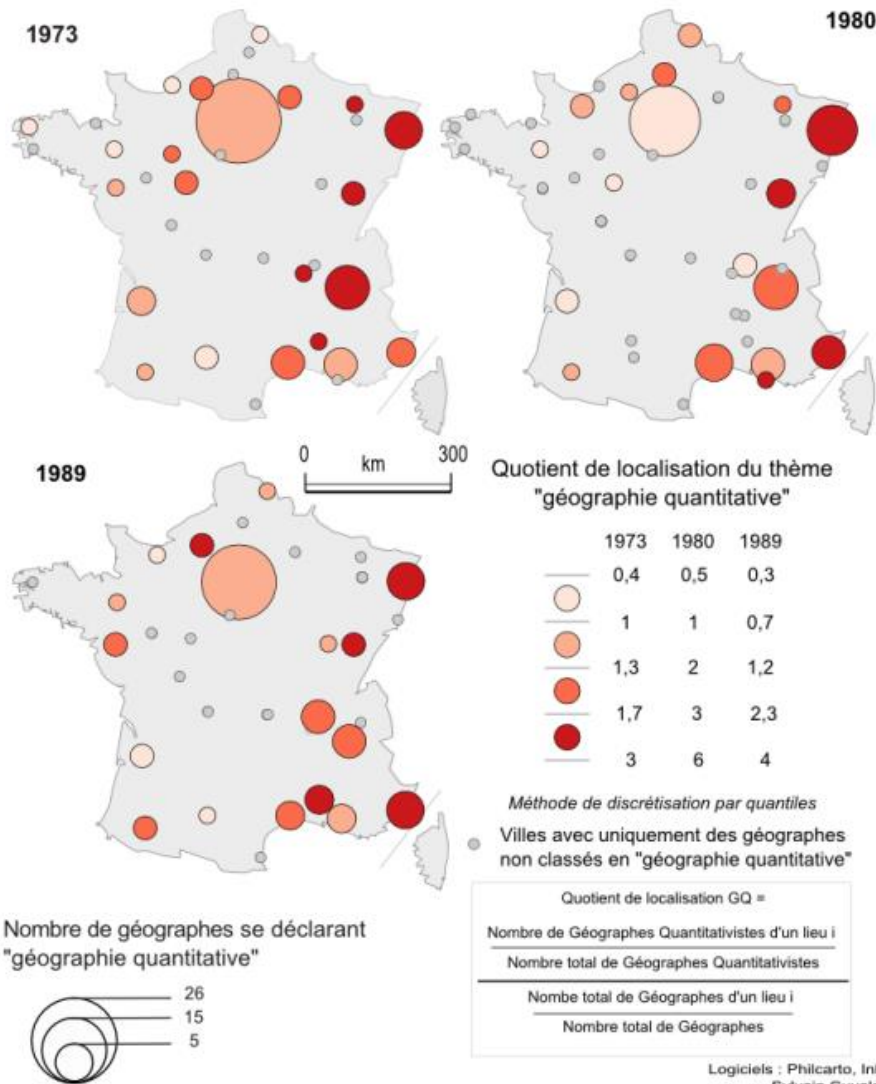 1973
1980
1989
0
300
km
Quotient de localisation du thème
"géographie quantitative"
1973 1980 1989
0,4 0,5 0,3
1 1 0,7
1,3 2 1,2
1,7 3 2,3
3 6 4
Méthode de discrétisation par quantiles
Villes avec uniquement des géographes
non classés en "géographie quantitative"
Quotient de localisation GQ =
Nombre de Géographes Quantitativistes d'un lieu i
Nombre total de Géographes Quantitativistes
Nombe total de Géographes d'un lieu i
Nombre total de Géographes
Nombre de géographes se déclarant
"géographie quantitative"
26
15
5
Logiciels : Philcarto,